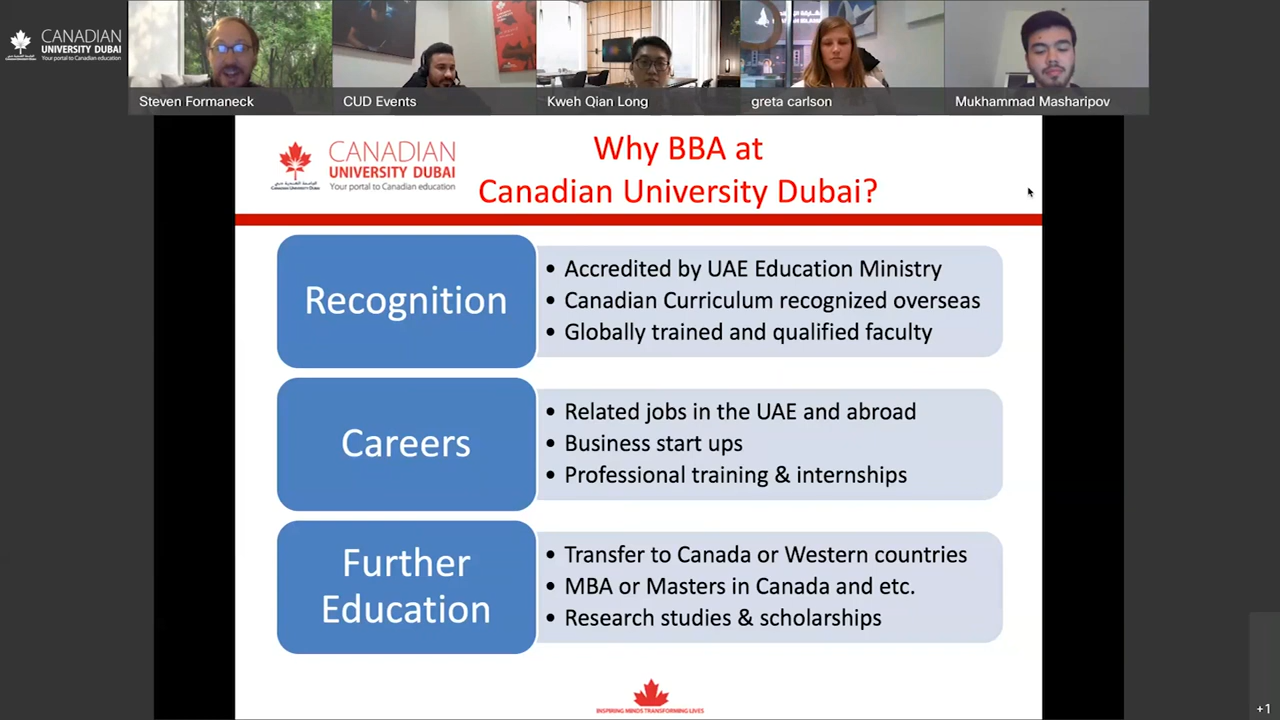 CANADIAN
UNIVERSITY DUBAI
Your portal to Canadian education
Steven Formaneck
CUD Events
Kweh Qian Long
greta carlson
Mukhammad Masharipov
CANADIAN
UNIVERSITY DUBAI
Your portal to Canadian education
Why BBA at
Canadian University Dubai?
Recognition
• Accredited by UAE Education Ministry
• Canadian Curriculum recognized overseas
• Globally trained and qualified faculty
Careers
• Related jobs in the UAE and abroad
• Business start ups
• Professional training & internships
Further
Education
• Transfer to Canada or Western countries
• MBA or Masters in Canada and etc.
• Research studies & scholarships
INSPIRING MINDS TRANSFORMING LIVES
+1